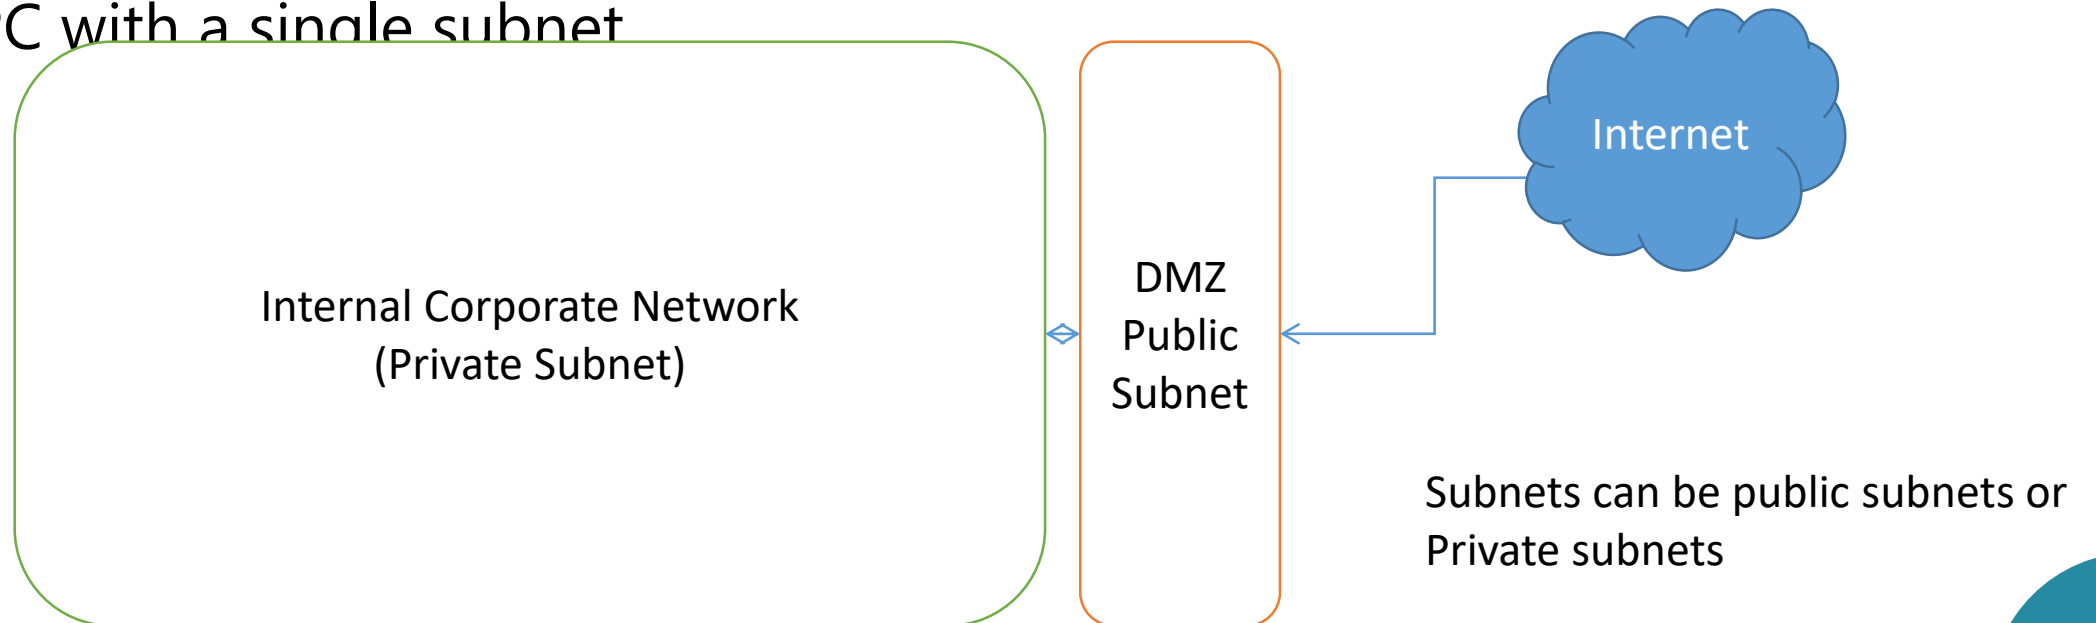 C with a single subnet
Internet
Internal Corporate Network
(Private Subnet)
DMZ
Public
Subnet
Subnets can be public subnets or
Private subnets